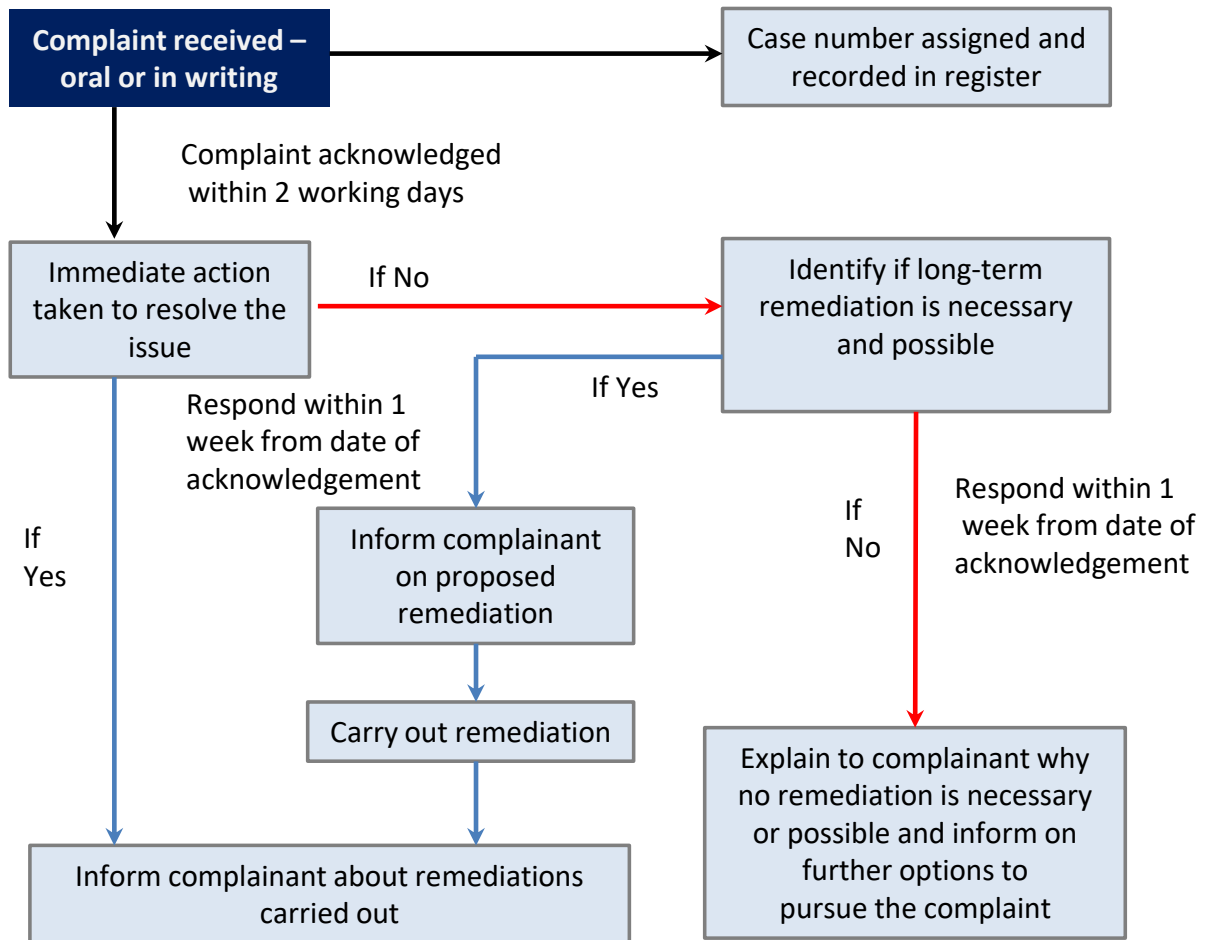 Complaint received –
oral or in writing
Case number assigned and
recorded in register
Complaint acknowledged
within 2 working days
Immediate action
taken to resolve the
issue
If No
Identify if long-term
remediation is necessary
and possible
If Yes
Respond within 1
week from date of
acknowledgement
If
Yes
Inform complainant
on proposed
remediation
If
No
Respond within 1
week from date of
acknowledgement
Carry out remediation
Explain to complainant why
no remediation is necessary
or possible and inform on
further options to
pursue the complaint
Inform complainant about remediations
carried out